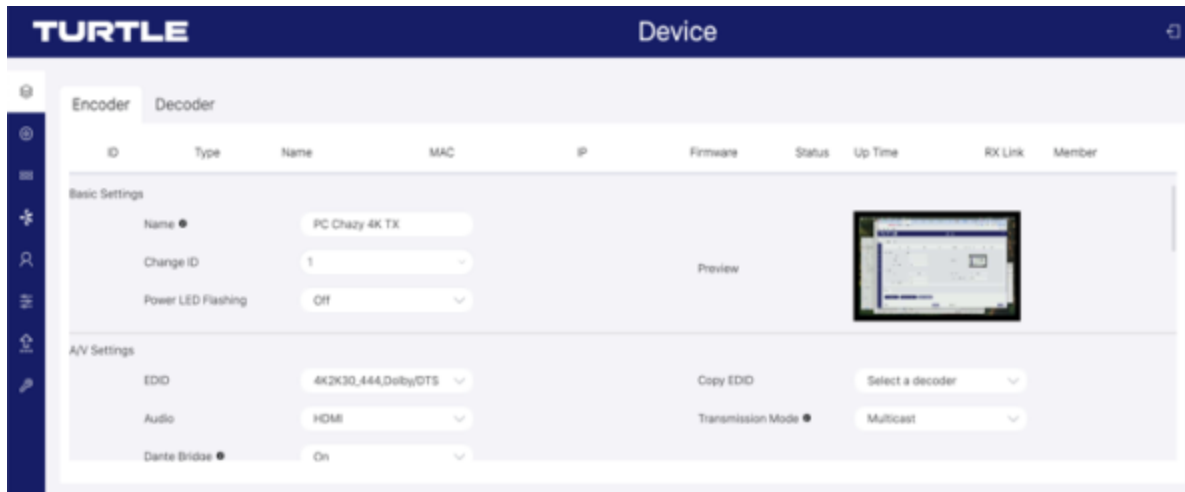 TURTLE Device
Encoder Decoder
ID Type Name MAC IP Firmware Status Up Time RX Link Member
Basic Settings
Name PC Chazy 4K TX
Change ID 1
Preview
Power LED Flashing Off
A/V Settings
EDID 4K2K30_444,Dolby/DTS Copy EDID Select a decoder
Audio HDMI Transmission Mode Multicast
Dante Bridge On